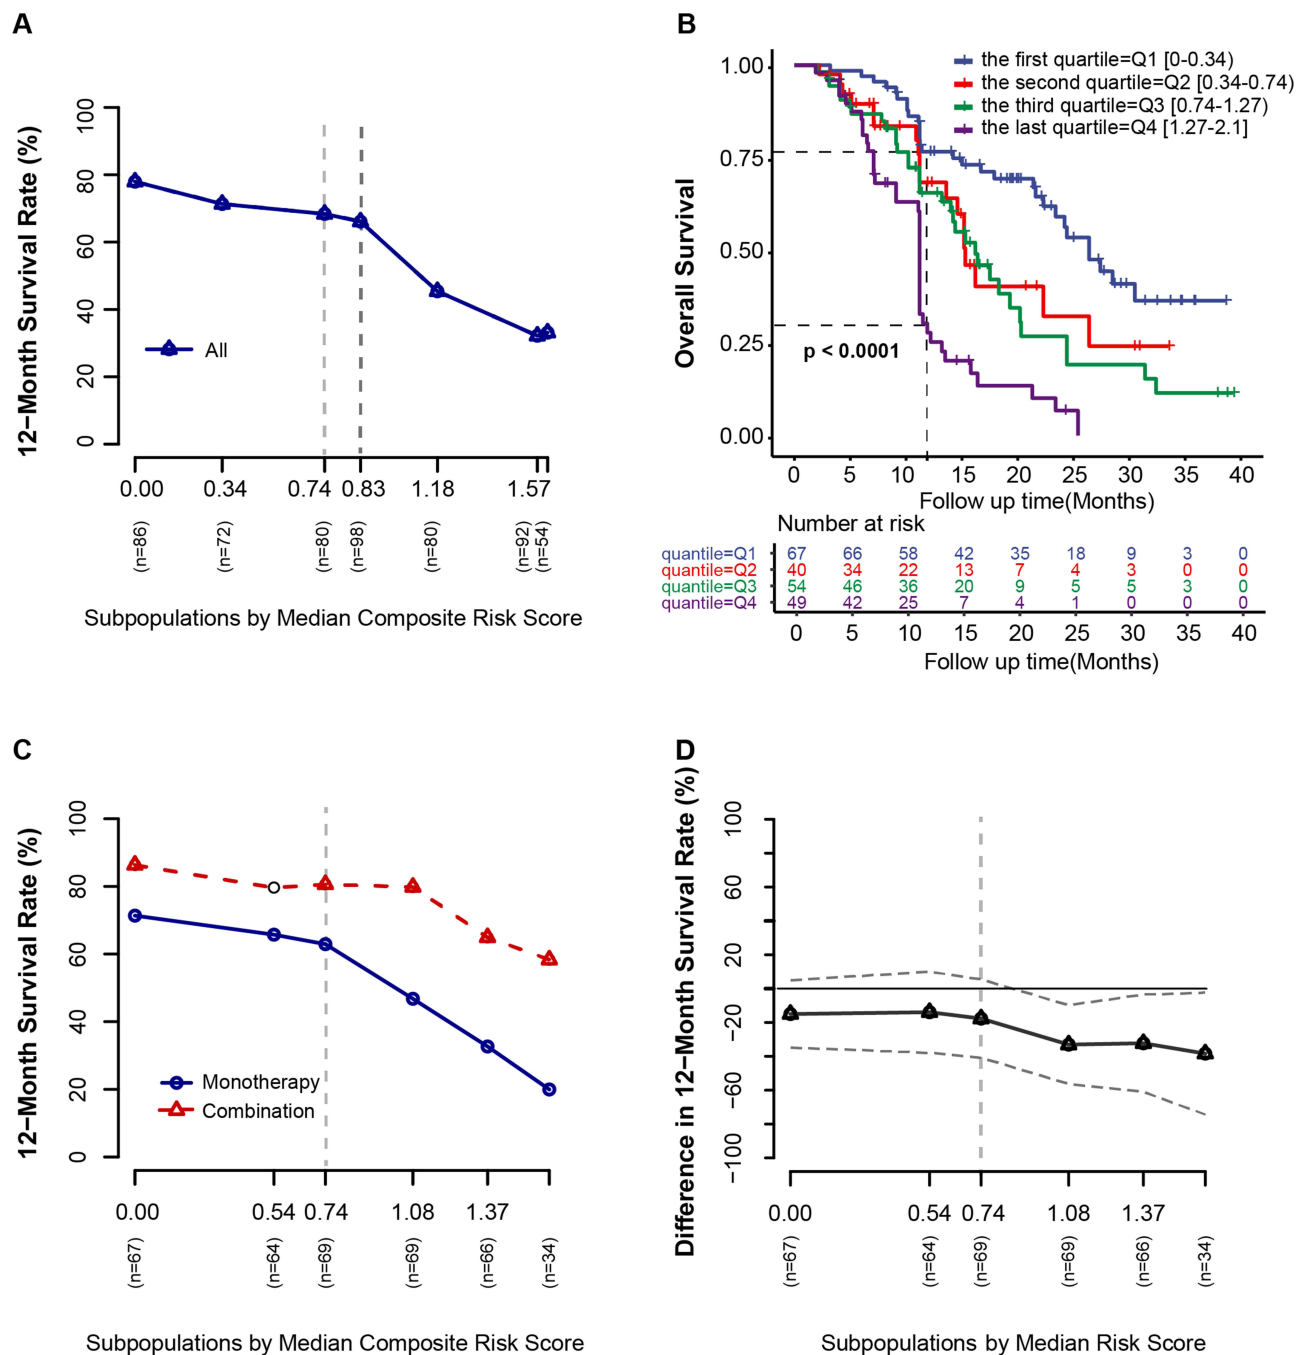 A
12−Month Survival Rate (%)
100
80
60
40
20
0
All
0.00 0.34 0.74 0.83 1.18 1.57
(n=86) (n=72) (n=80) (n=98) (n=80) (n=92) (n=54)
Subpopulations by Median Composite Risk Score
B
Overall Survival
1.00
0.75
0.50
0.25
0.00
the first quartile=Q1 [0-0.34)
the second quartile=Q2 [0.34-0.74)
the third quartile=Q3 [0.74-1.27)
the last quartile=Q4 [1.27-2.1]
p < 0.0001
0 5 10 15 20 25 30 35 40
Follow up time(Months)
Number at risk
quantile=Q1 67 66 58 42 35 18 9 3 0
quantile=Q2 40 34 22 13 7 4 3 0 0
quantile=Q3 54 46 36 20 9 5 5 3 0
quantile=Q4 49 42 25 7 4 1 0 0 0
0 5 10 15 20 25 30 35 40
Follow up time(Months)
C
12−Month Survival Rate (%)
100
80
60
40
20
0
Monotherapy
Combination
0.00 0.54 0.74 1.08 1.37
(n=67) (n=64) (n=69) (n=69) (n=66) (n=34)
Subpopulations by Median Composite Risk Score
D
Difference in 12−Month Survival Rate (%)
100
60
20
−20
−60
−100
0.00 0.54 0.74 1.08 1.37
(n=67) (n=64) (n=69) (n=69) (n=66) (n=34)
Subpopulations by Median Risk Score